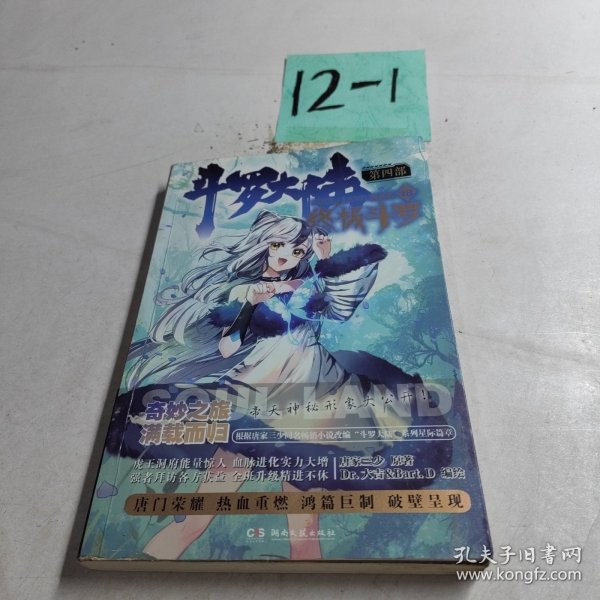 12-1
斗罗大陆
第四部
终极斗罗
SOUL LAND
奇妙之旅
满载而归
帝天神秘形象大公开!
根据唐家三少同名畅销小说改编 "斗罗大陆"系列星际篇章
虎王洞府能量惊人 血脉进化实力大增
强者拜访各方侦查 全班升级精进不休
唐家三少 原著
Dr.大吉&Bart.D 编绘
唐门荣耀 热血重燃 鸿篇巨制 破壁呈现
CS 湖南文艺出版社
孔夫子旧书网
www.kongfz.com